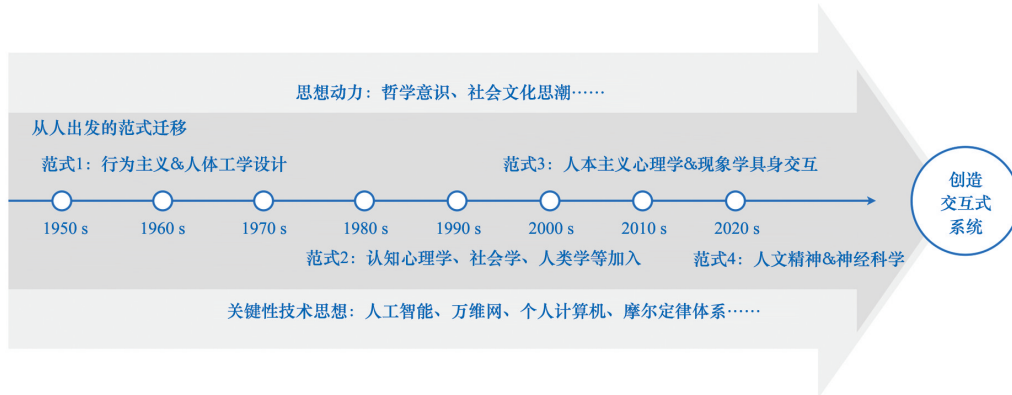 思想动力：哲学意识、社会文化思潮……
从人出发的范式迁移
范式1：行为主义&人体工学设计
范式3：人本主义心理学&现象学具身交互
1950 s 1960 s 1970 s 1980 s 1990 s 2000 s 2010 s 2020 s
范式2：认知心理学、社会学、人类学等加入
范式4：人文精神&神经科学
关键性技术思想：人工智能、万维网、个人计算机、摩尔定律体系……
创造
交互式
系统